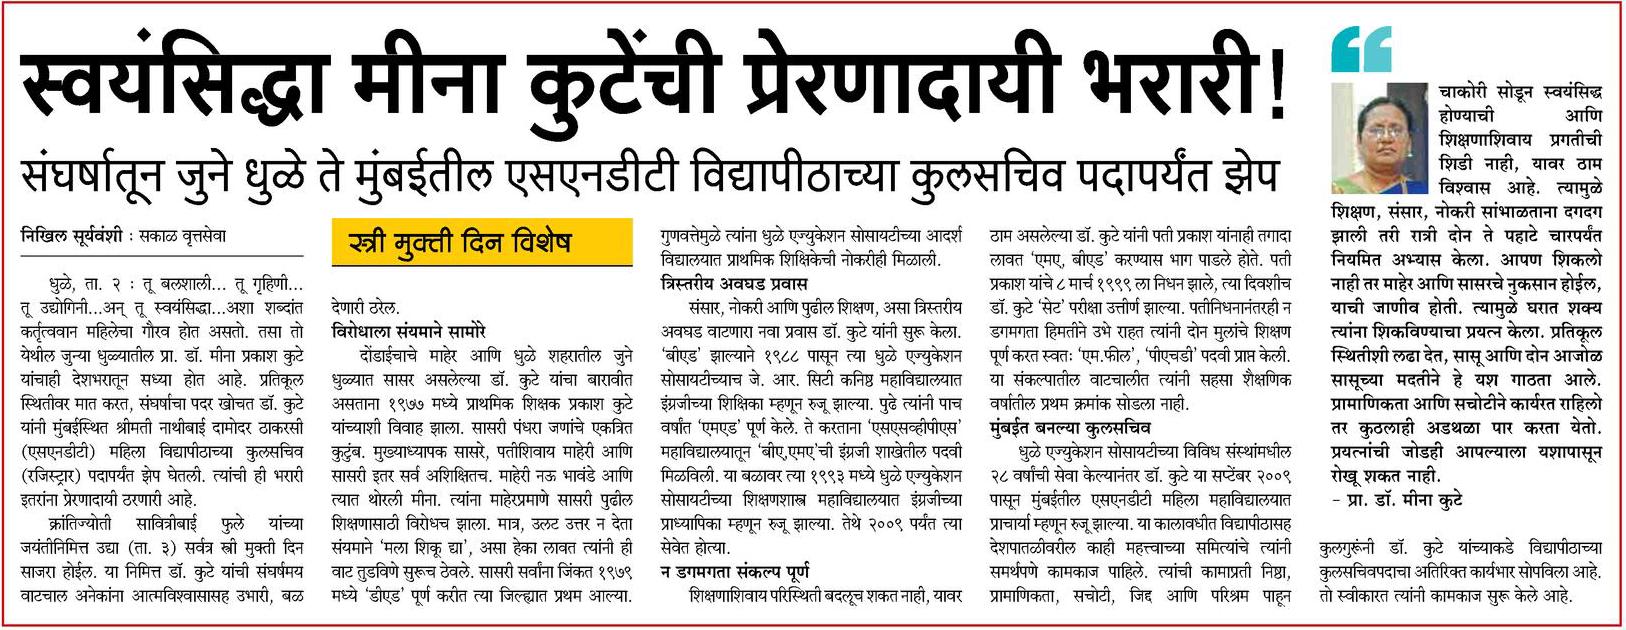 स्वयंसिद्धा मीना कुटेंची प्रेरणादायी भरारी!
संघर्षातून जुने धुळे ते मुंबईतील एसएनडीटी विद्यापीठाच्या कुलसचिव पदापर्यंत झेप
निखिल सूर्यवंशी : सकाळ वृत्तसेवा
धुळे, ता. २ : तू बलशाली... तू गृहिणी...
तू उद्योगिनी...अन् तू स्वयंसिद्धा...अशा शब्दांत
कर्तृत्ववान महिलेचा गौरव होत असतो. तसा तो
येथील जुन्या धुळ्यातील प्रा. डॉ. मीना प्रकाश कुटे
यांचाही देशभरातून सध्या होत आहे. प्रतिकूल
स्थितीवर मात करत, संघर्षाचा पदर खोचत डॉ. कुटे
यांनी मुंबईस्थित श्रीमती नाथीबाई दामोदर ठाकरसी
(एसएनडीटी) महिला विद्यापीठाच्या कुलसचिव
(रजिस्ट्रार) पदापर्यंत झेप घेतली. त्यांची ही भरारी
इतरांना प्रेरणादायी ठरणारी आहे.
क्रांतिज्योती सावित्रीबाई फुले यांच्या
जयंतीनिमित्त उद्या (ता. ३) सर्वत्र स्त्री मुक्ती दिन
साजरा होईल. या निमित्त डॉ. कुटे यांची संघर्षमय
वाटचाल अनेकांना आत्मविश्वासासह उभारी, बळ
स्त्री मुक्ती दिन विशेष
देणारी ठरेल.
विरोधाला संयमाने सामोरे
दोंडाईचाचे माहेर आणि धुळे शहरातील जुने
धुळ्यात सासर असलेल्या डॉ. कुटे यांचा बारावीत
असताना १९७७ मध्ये प्राथमिक शिक्षक प्रकाश कुटे
यांच्याशी विवाह झाला. सासरी पंधरा जणांचे एकत्रित
कुटुंब. मुख्याध्यापक सासरे, पतीशिवाय माहेरी आणि
सासरी इतर सर्व अशिक्षितच. माहेरी नऊ भावंडे आणि
त्यात थोरली मीना. त्यांना माहेरप्रमाणे सासरी पुढील
शिक्षणासाठी विरोधच झाला. मात्र, उलट उत्तर न देता
संयमाने ‘मला शिकू द्या’, असा हेका लावत त्यांनी ही
वाट तुडविणे सुरूच ठेवले. सासरी सर्वांना जिंकत १९७९
मध्ये ‘डीएड’ पूर्ण करीत त्या जिल्ह्यात प्रथम आल्या.
गुणवत्तेमुळे त्यांना धुळे एज्युकेशन सोसायटीच्या आदर्श
विद्यालयात प्राथमिक शिक्षिकेची नोकरीही मिळाली.
त्रिस्तरीय अवघड प्रवास
संसार, नोकरी आणि पुढील शिक्षण, असा त्रिस्तरीय
अवघड वाटणारा नवा प्रवास डॉ. कुटे यांनी सुरू केला.
‘बीएड’ झाल्याने १९८८ पासून त्या धुळे एज्युकेशन
सोसायटीच्याच जे. आर. सिटी कनिष्ठ महाविद्यालयात
इंग्रजीच्या शिक्षिका म्हणून रुजू झाल्या. पुढे त्यांनी पाच
वर्षांत ‘एमएड’ पूर्ण केले. ते करताना ‘एसएसव्हीपीएस’
महाविद्यालयातून ‘बीए,एमए’ची इंग्रजी शाखेतील पदवी
मिळविली. या बळावर त्या १९९३ मध्ये धुळे एज्युकेशन
सोसायटीच्या शिक्षणशास्त्र महाविद्यालयात इंग्रजीच्या
प्राध्यापिका म्हणून रुजू झाल्या. तेथे २००९ पर्यंत त्या
सेवेत होत्या.
न डगमगता संकल्प पूर्ण
शिक्षणाशिवाय परिस्थिती बदलूच शकत नाही, यावर
ठाम असलेल्या डॉ. कुटे यांनी पती प्रकाश यांनाही तगादा
लावत ‘एमए, बीएड’ करण्यास भाग पाडले होते. पती
प्रकाश यांचे ८ मार्च १९९९ ला निधन झाले, त्या दिवशीच
डॉ. कुटे ‘सेट’ परीक्षा उत्तीर्ण झाल्या. पतीनिधनानंतरही न
डगमगता हिमतीने उभे राहत त्यांनी दोन मुलांचे शिक्षण
पूर्ण करत स्वतः ‘एम.फील’, ‘पीएचडी’ पदवी प्राप्त केली.
या संकल्पातील वाटचालीत त्यांनी सहसा शैक्षणिक
वर्षातील प्रथम क्रमांक सोडला नाही.
मुंबईत बनल्या कुलसचिव
धुळे एज्युकेशन सोसायटीच्या विविध संस्थांमधील
२८ वर्षांची सेवा केल्यानंतर डॉ. कुटे या सप्टेंबर २००९
पासून मुंबईतील एसएनडीटी महिला महाविद्यालयात
प्राचार्या म्हणून रुजू झाल्या. या कालावधीत विद्यापीठासह
देशपातळीवरील काही महत्त्वाच्या समित्यांचे त्यांनी
समर्थपणे कामकाज पाहिले. त्यांची कामाप्रती निष्ठा,
प्रामाणिकता, सचोटी, जिद्द आणि परिश्रम पाहून
चाकोरी सोडून स्वयंसिद्ध
होण्याची आणि
शिक्षणाशिवाय प्रगतीची
शिडी नाही, यावर ठाम
विश्वास आहे. त्यामुळे
शिक्षण, संसार, नोकरी सांभाळताना दगदग
झाली तरी रात्री दोन ते पहाटे चारपर्यंत
नियमित अभ्यास केला. आपण शिकलो
नाही तर माहेर आणि सासरचे नुकसान होईल,
याची जाणीव होती. त्यामुळे घरात शक्य
त्यांना शिकविण्याचा प्रयत्न केला. प्रतिकूल
स्थितीशी लढा देत, सासू आणि दोन आजोळ
सासूच्या मदतीने हे यश गाठता आले.
प्रामाणिकता आणि सचोटीने कार्यरत राहिलो
तर कुठलाही अडथळा पार करता येतो.
प्रयत्नांची जोडही आपल्याला यशापासून
रोखू शकत नाही.
- प्रा. डॉ. मीना कुटे
कुलगुरूंनी डॉ. कुटे यांच्याकडे विद्यापीठाच्या
कुलसचिवपदाचा अतिरिक्त कार्यभार सोपविला आहे.
तो स्वीकारत त्यांनी कामकाज सुरू केले आहे.